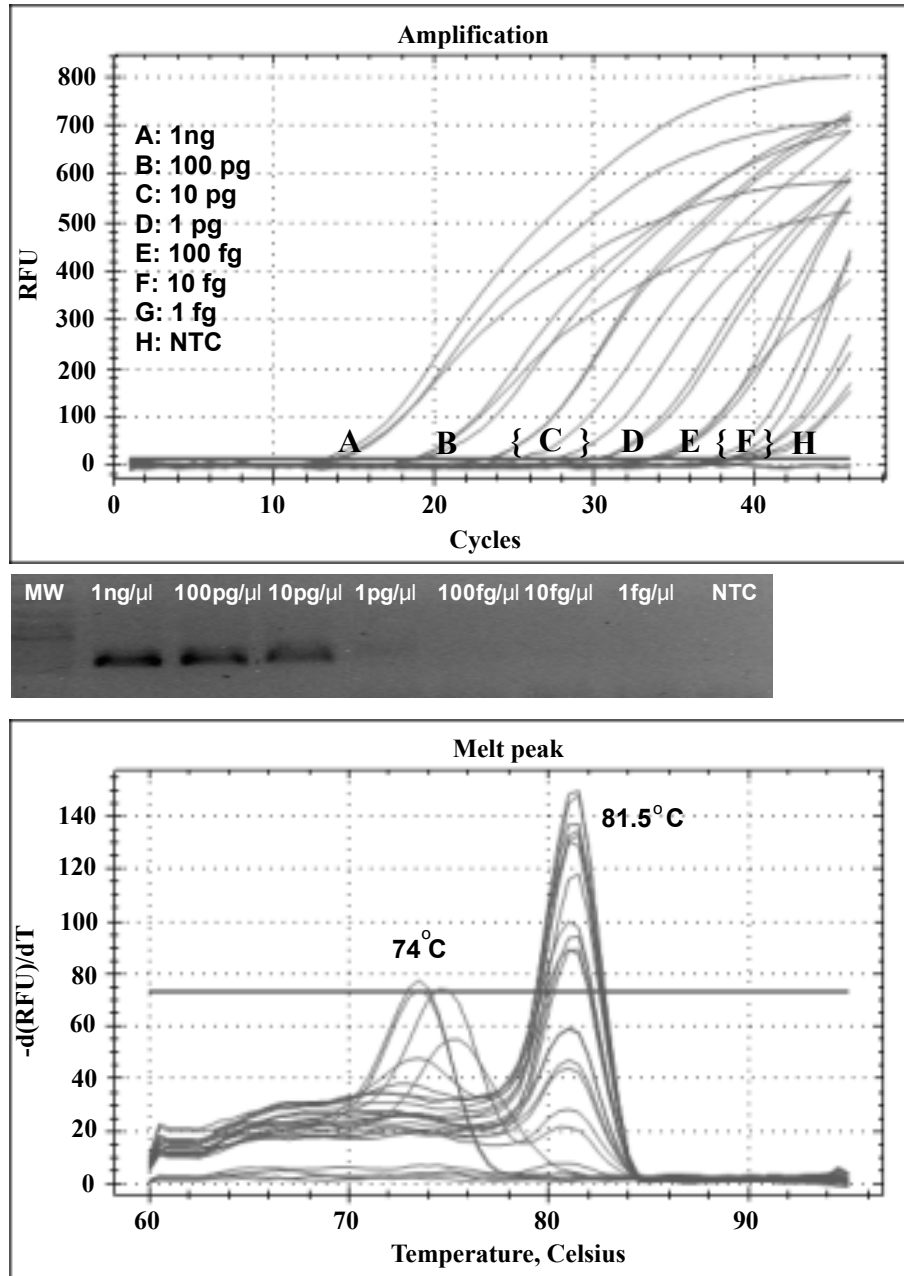 Amplification
800
700
600
500
400
300
200
100
0
RFU
A: 1ng
B: 100 pg
C: 10 pg
D: 1 pg
E: 100 fg
F: 10 fg
G: 1 fg
H: NTC
A B { C } D E { F } H
0 10 20 30 40
Cycles
MW 1ng/µl 100pg/µl 10pg/µl 1pg/µl 100fg/µl 10fg/µl 1fg/µl NTC
Melt peak
140
120
100
80
60
40
20
0
-d(RFU)/dT
81.5°C
74°C
60 70 80 90
Temperature, Celsius